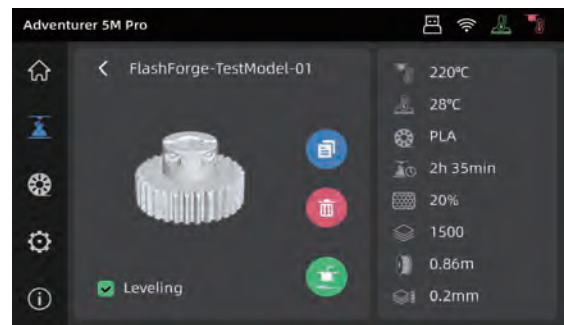 Adventurer 5M Pro
FlashForge-TestModel-01
Leveling
220℃
28℃
PLA
2h 35min
20%
1500
0.86m
0.2mm